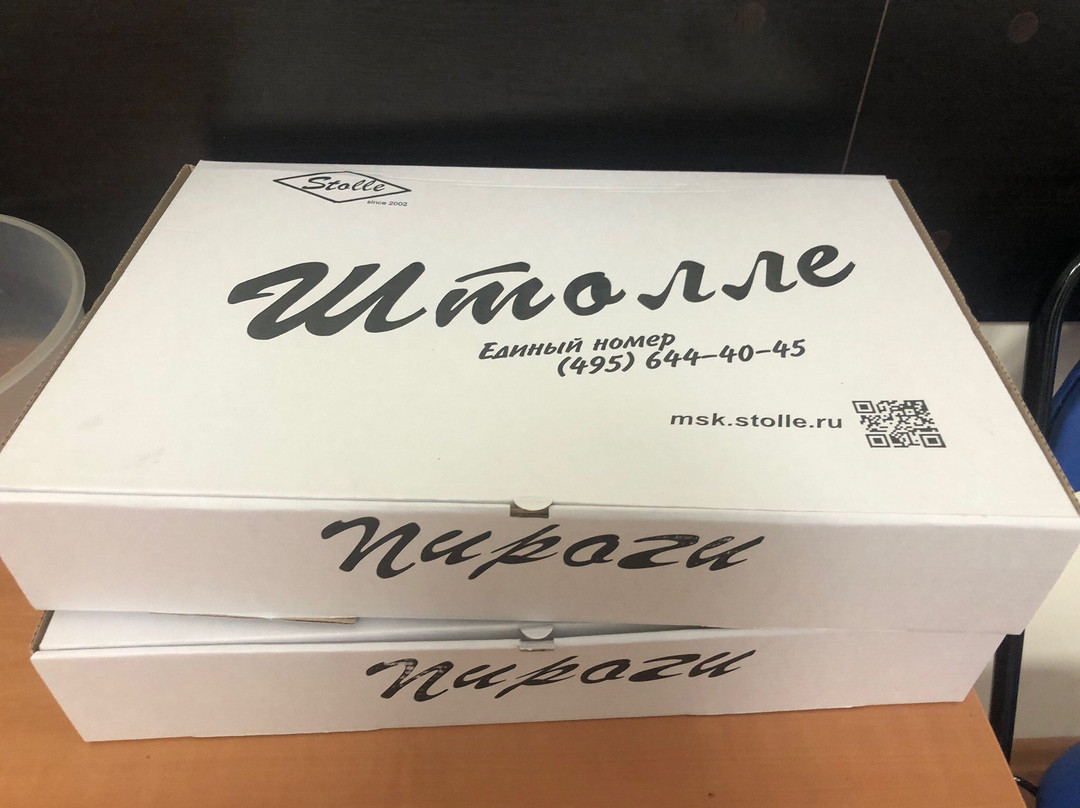 Stolle
since 2002
Штолле
Единый номер
(495) 644-40-45
msk.stolle.ru
Пироги
Пироги